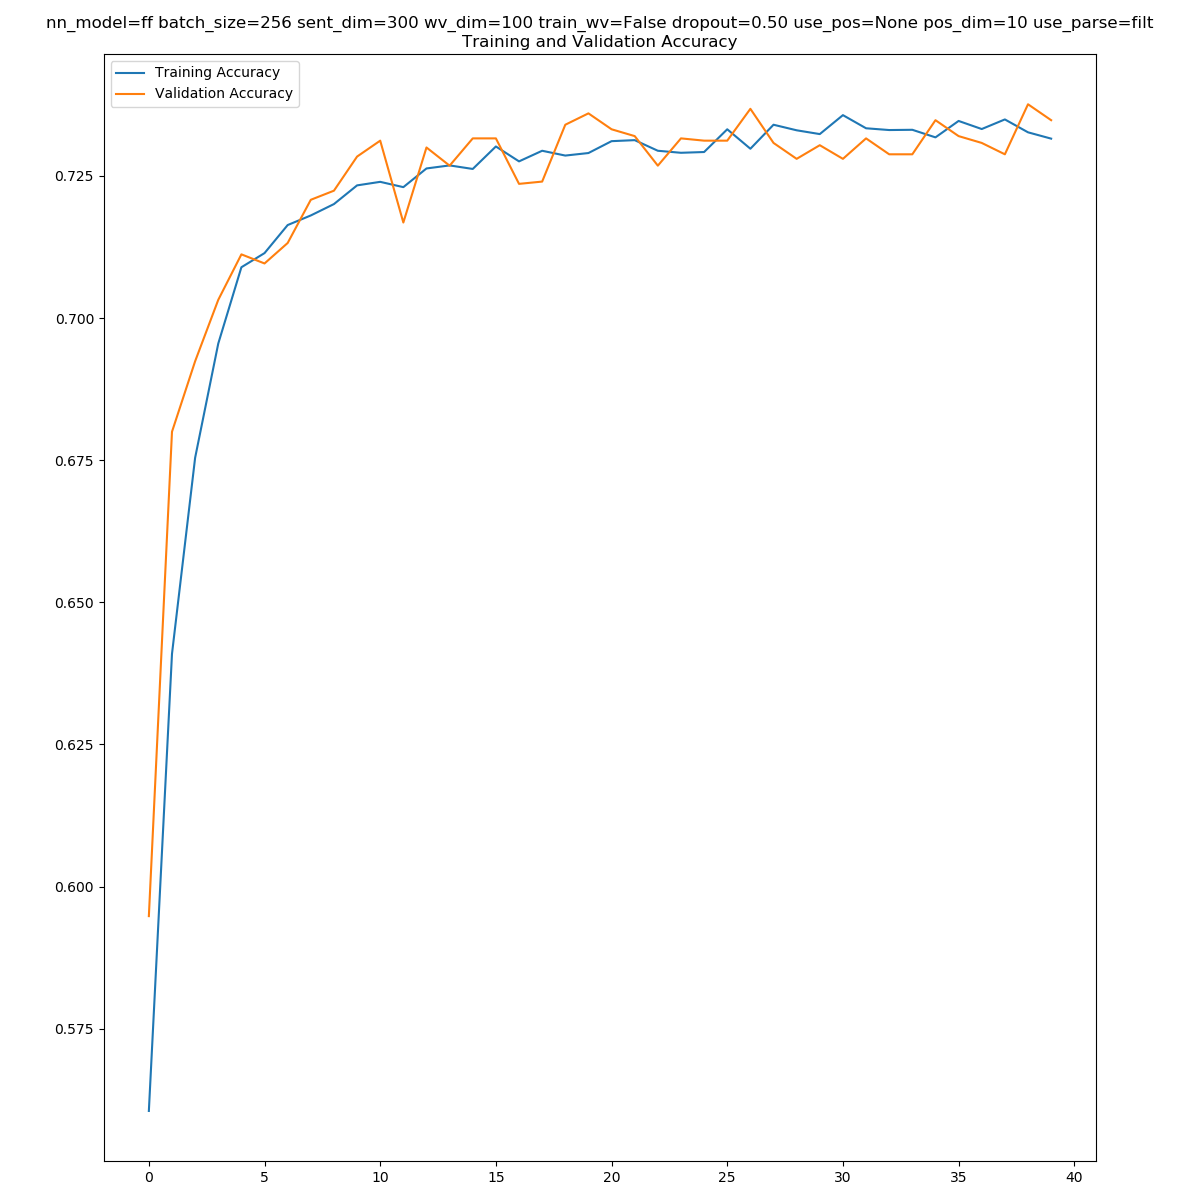 nn_model=ff batch_size=256 sent_dim=300 wv_dim=100 train_wv=False dropout=0.50 use_pos=None pos_dim=10 use_parse=filt
Training and Validation Accuracy
Training Accuracy
Validation Accuracy
0.725
0.700
0.675
0.650
0.625
0.600
0.575
0 5 10 15 20 25 30 35 40